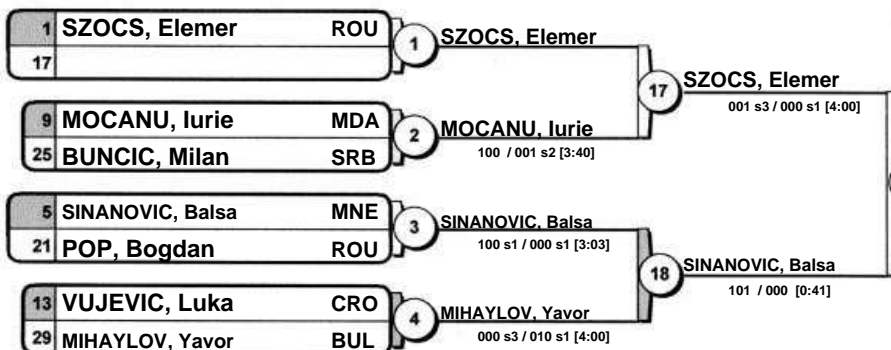 1 SZOCS, Elemer ROU
17
1 SZOCS, Elemer
9 MOCANU, Iurie MDA
25 BUNCIC, Milan SRB
2 MOCANU, Iurie
100 / 001 s2 [3:40]
17 SZOCS, Elemer
001 s3 / 000 s1 [4:00]
5 SINANOVIC, Balsa MNE
21 POP, Bogdan ROU
3 SINANOVIC, Balsa
100 s1 / 000 s1 [3:03]
13 VUJEVIC, Luka CRO
29 MIHAYLOV, Yavor BUL
4 MIHAYLOV, Yavor
000 s3 / 010 s1 [4:00]
18 SINANOVIC, Balsa
101 / 000 [0:41]